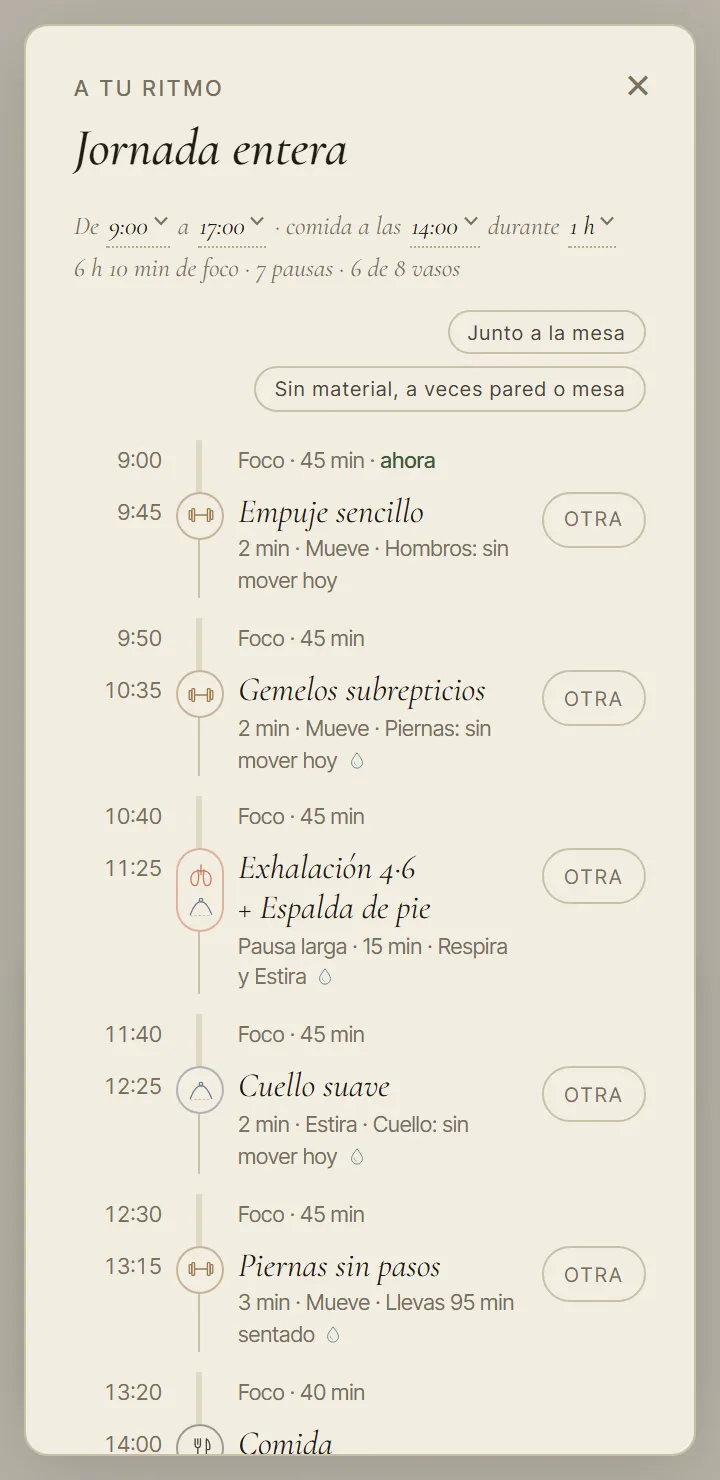 A TU RITMO
Jornada entera
De 9:00 a 17:00 · comida a las 14:00 durante 1 h
6 h 10 min de foco · 7 pausas · 6 de 8 vasos
Junto a la mesa
Sin material, a veces pared o mesa
9:00 Foco · 45 min · ahora
9:45 Empuje sencillo OTRA
2 min · Mueve · Hombros: sin
mover hoy
9:50 Foco · 45 min
10:35 Gemelos subrepticios OTRA
2 min · Mueve · Piernas: sin
mover hoy
10:40 Foco · 45 min
11:25 Exhalación 4·6 OTRA
+ Espalda de pie
Pausa larga · 15 min · Respira
y Estira
11:40 Foco · 45 min
12:25 Cuello suave OTRA
2 min · Estira · Cuello: sin
mover hoy
12:30 Foco · 45 min
13:15 Piernas sin pasos OTRA
3 min · Mueve · Llevas 95 min
sentado
13:20 Foco · 40 min
14:00 Comida